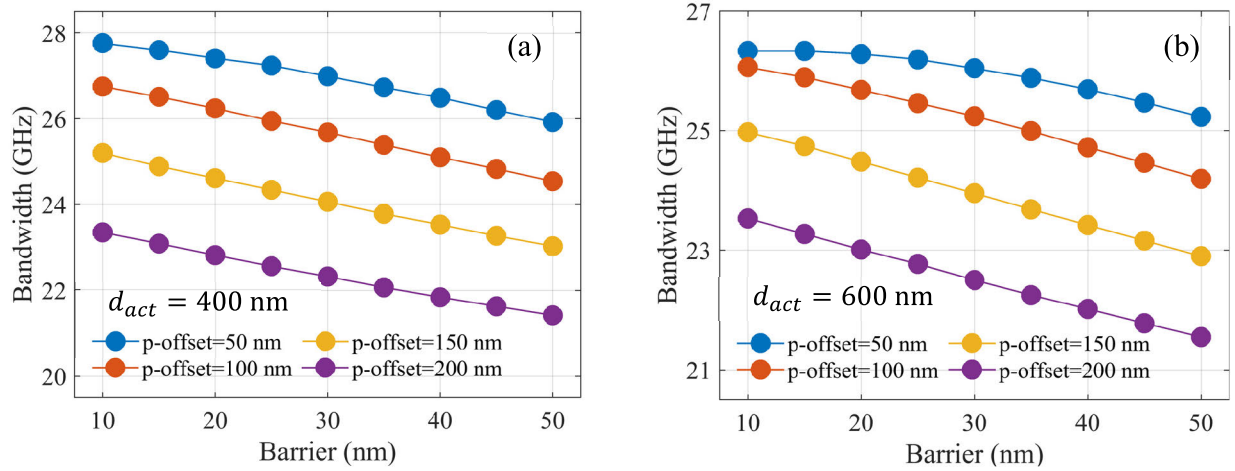 (a)
Bandwidth (GHz)
28
26
24
22
20
d_act = 400 nm
p-offset=50 nm
p-offset=150 nm
p-offset=100 nm
p-offset=200 nm
10
20
30
40
50
Barrier (nm)
(b)
Bandwidth (GHz)
27
25
23
21
d_act = 600 nm
p-offset=50 nm
p-offset=150 nm
p-offset=100 nm
p-offset=200 nm
10
20
30
40
50
Barrier (nm)